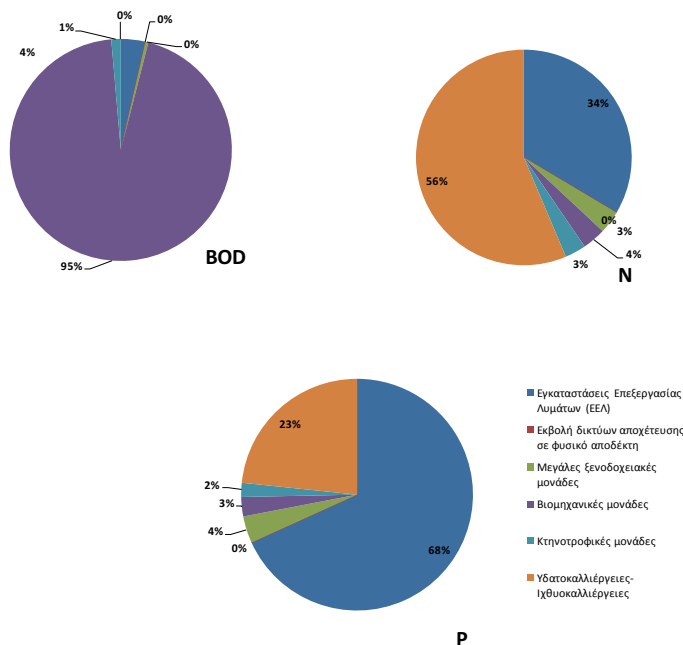 0%
0%
1%
0%
4%
95%
BOD
34%
56%
0%
3%
4%
3%
N
23%
2%
3%
4%
0%
68%
P
Εγκαταστάσεις Επεξεργασίας
Λυμάτων (ΕΕΛ)
Εκβολή δικτύων αποχέτευσης
σε φυσικό αποδέκτη
Μεγάλες ξενοδοχειακές
μονάδες
Βιομηχανικές μονάδες
Κτηνοτροφικές μονάδες
Υδατοκαλλιέργειες-
Ιχθυοκαλλιέργειες